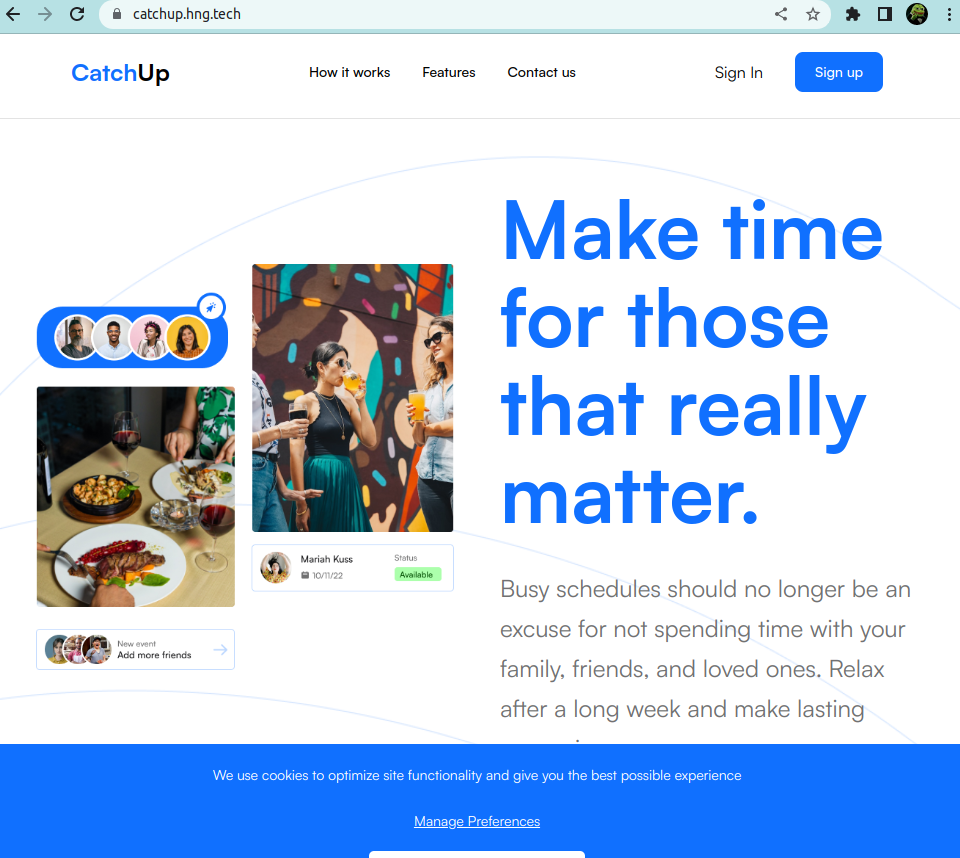 catchup.hng.tech
CatchUp
How it works
Features
Contact us
Sign In
Sign up
Make time
for those
that really
matter.
Mariah Kuss
Status
10/11/22
Available
New event
Add more friends
Busy schedules should no longer be an
excuse for not spending time with your
family, friends, and loved ones. Relax
after a long week and make lasting
We use cookies to optimize site functionality and give you the best possible experience
Manage Preferences